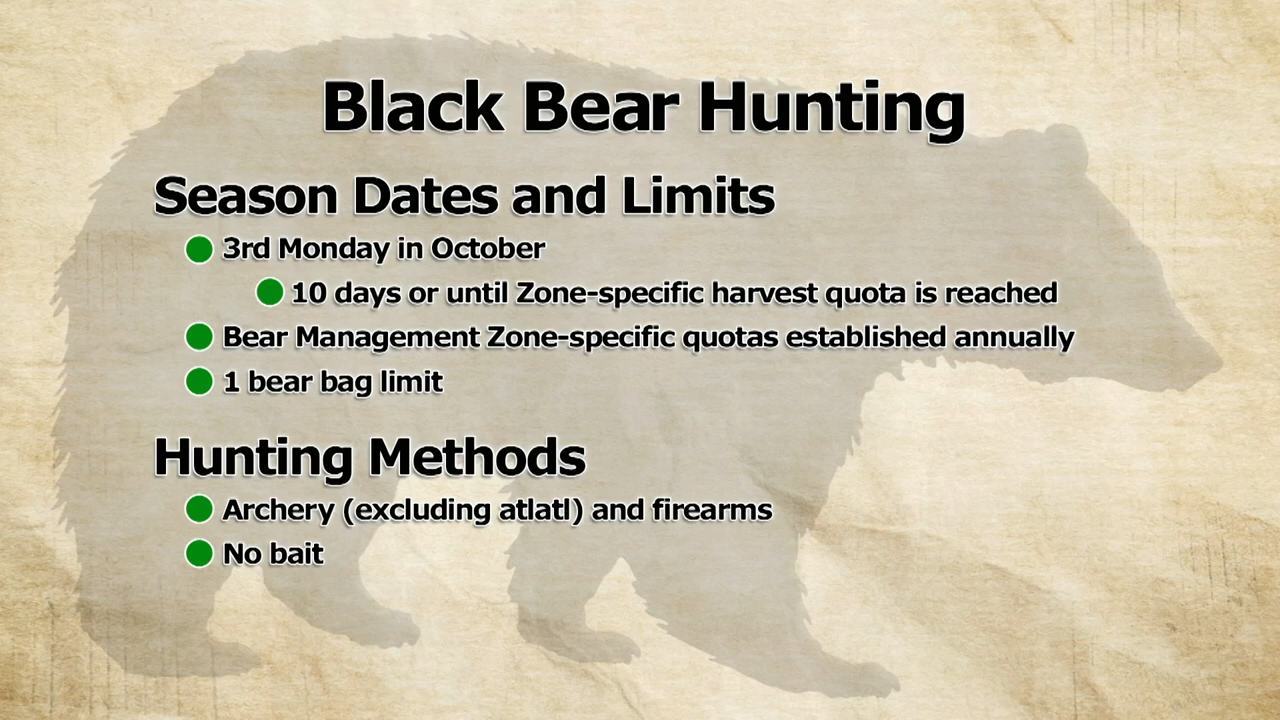 Black Bear Hunting
Season Dates and Limits
3rd Monday in October
10 days or until Zone-specific harvest quota is reached
Bear Management Zone-specific quotas established annually
1 bear bag limit
Hunting Methods
Archery (excluding atlatl) and firearms
No bait